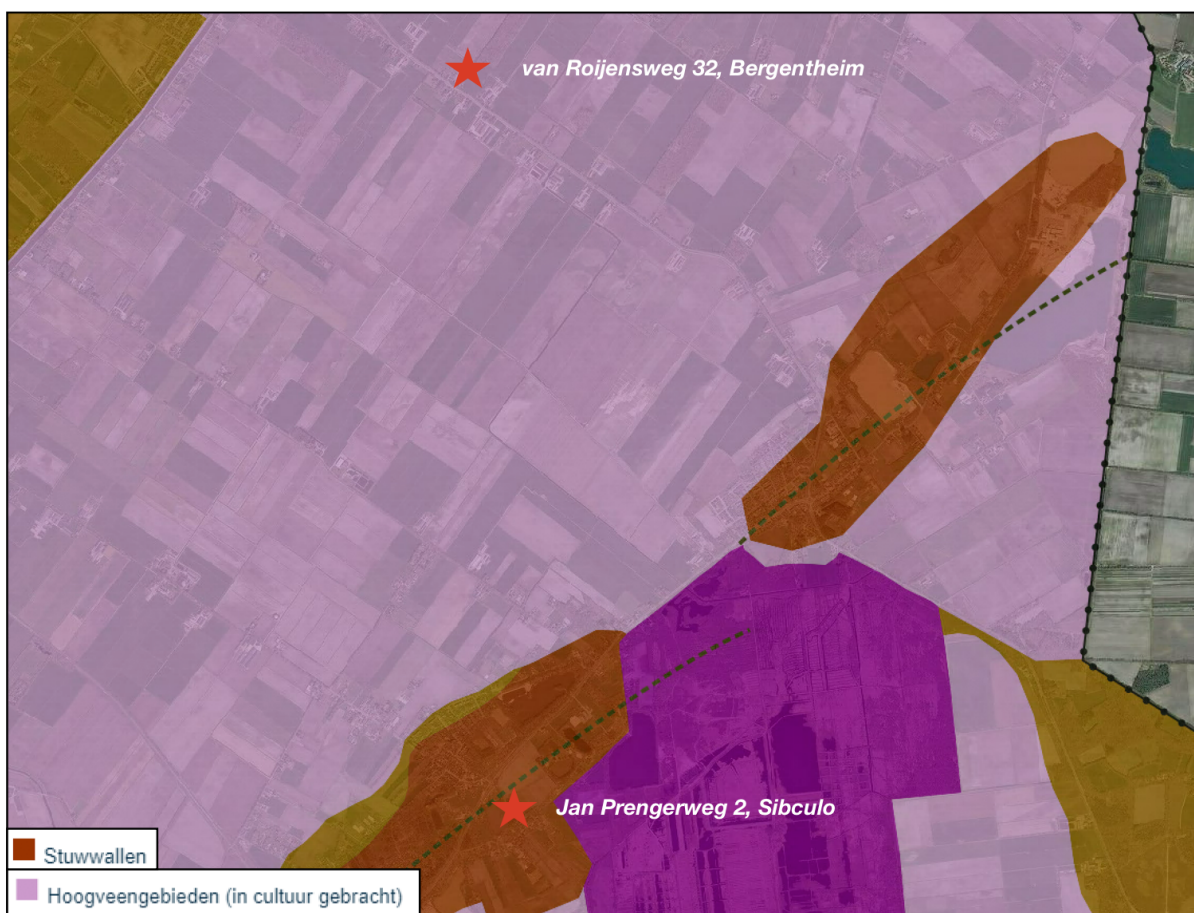 van Roijensweg 32, Bergentheim
Jan Prengerweg 2, Sibculo
Stuwwallen
Hoogveengebieden (in cultuur gebracht)